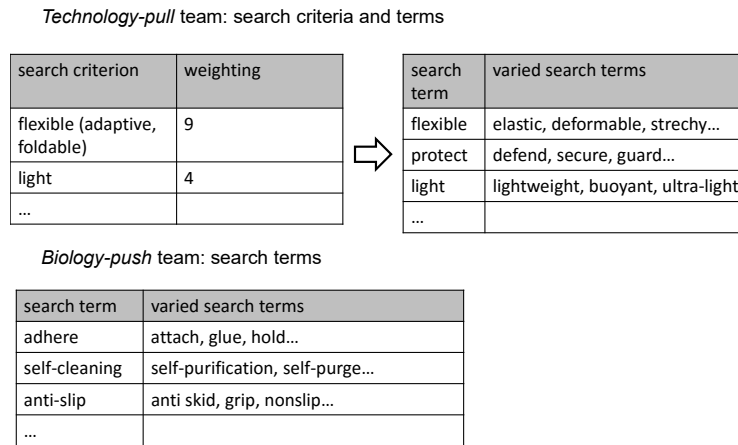 Technology-pull team: search criteria and terms
search criterion weighting
flexible (adaptive, foldable) 9
light 4
...
search term varied search terms
flexible elastic, deformable, strechy...
protect defend, secure, guard...
light lightweight, buoyant, ultra-light
...
Biology-push team: search terms
search term varied search terms
adhere attach, glue, hold...
self-cleaning self-purification, self-purge...
anti-slip anti skid, grip, nonslip...
...